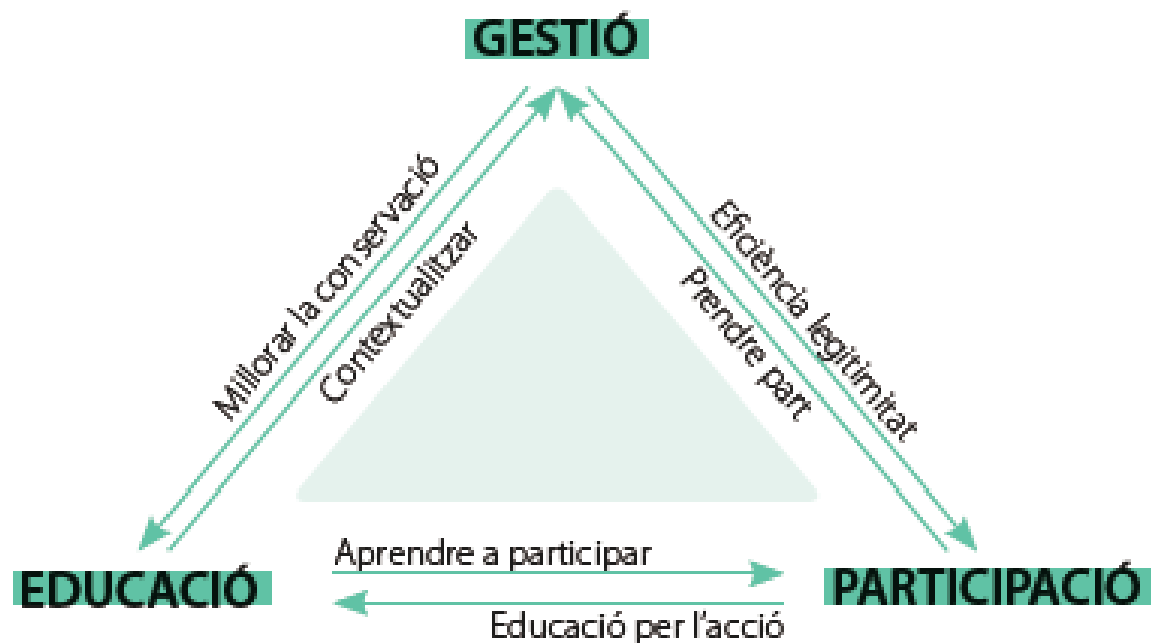 GESTIÓ
Millorar la conservació
Contextualitzar
Eficiència legitimitat
Prendre part
Aprendre a participar
EDUCACIÓ
PARTICIPACIÓ
Educació per l'acció